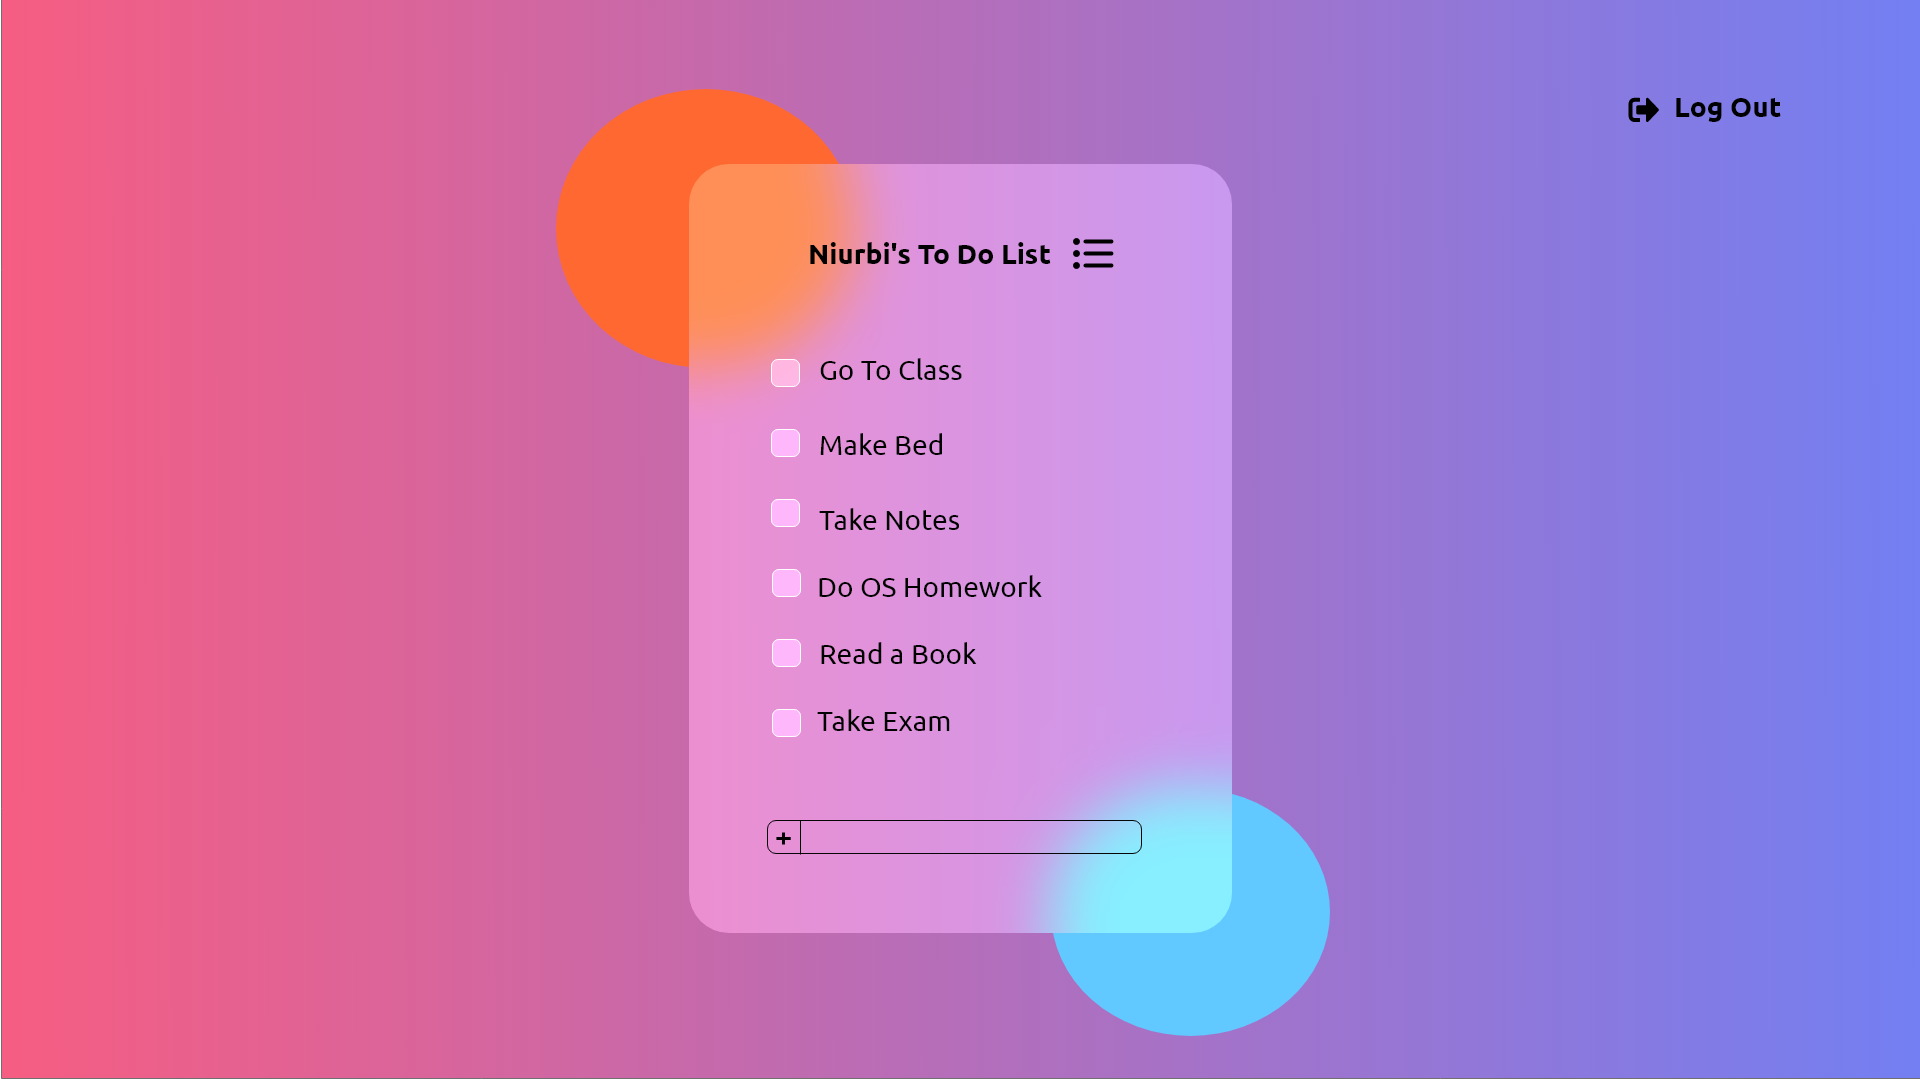 Log Out
Niurbi's To Do List
Go To Class
Make Bed
Take Notes
Do OS Homework
Read a Book
Take Exam
+